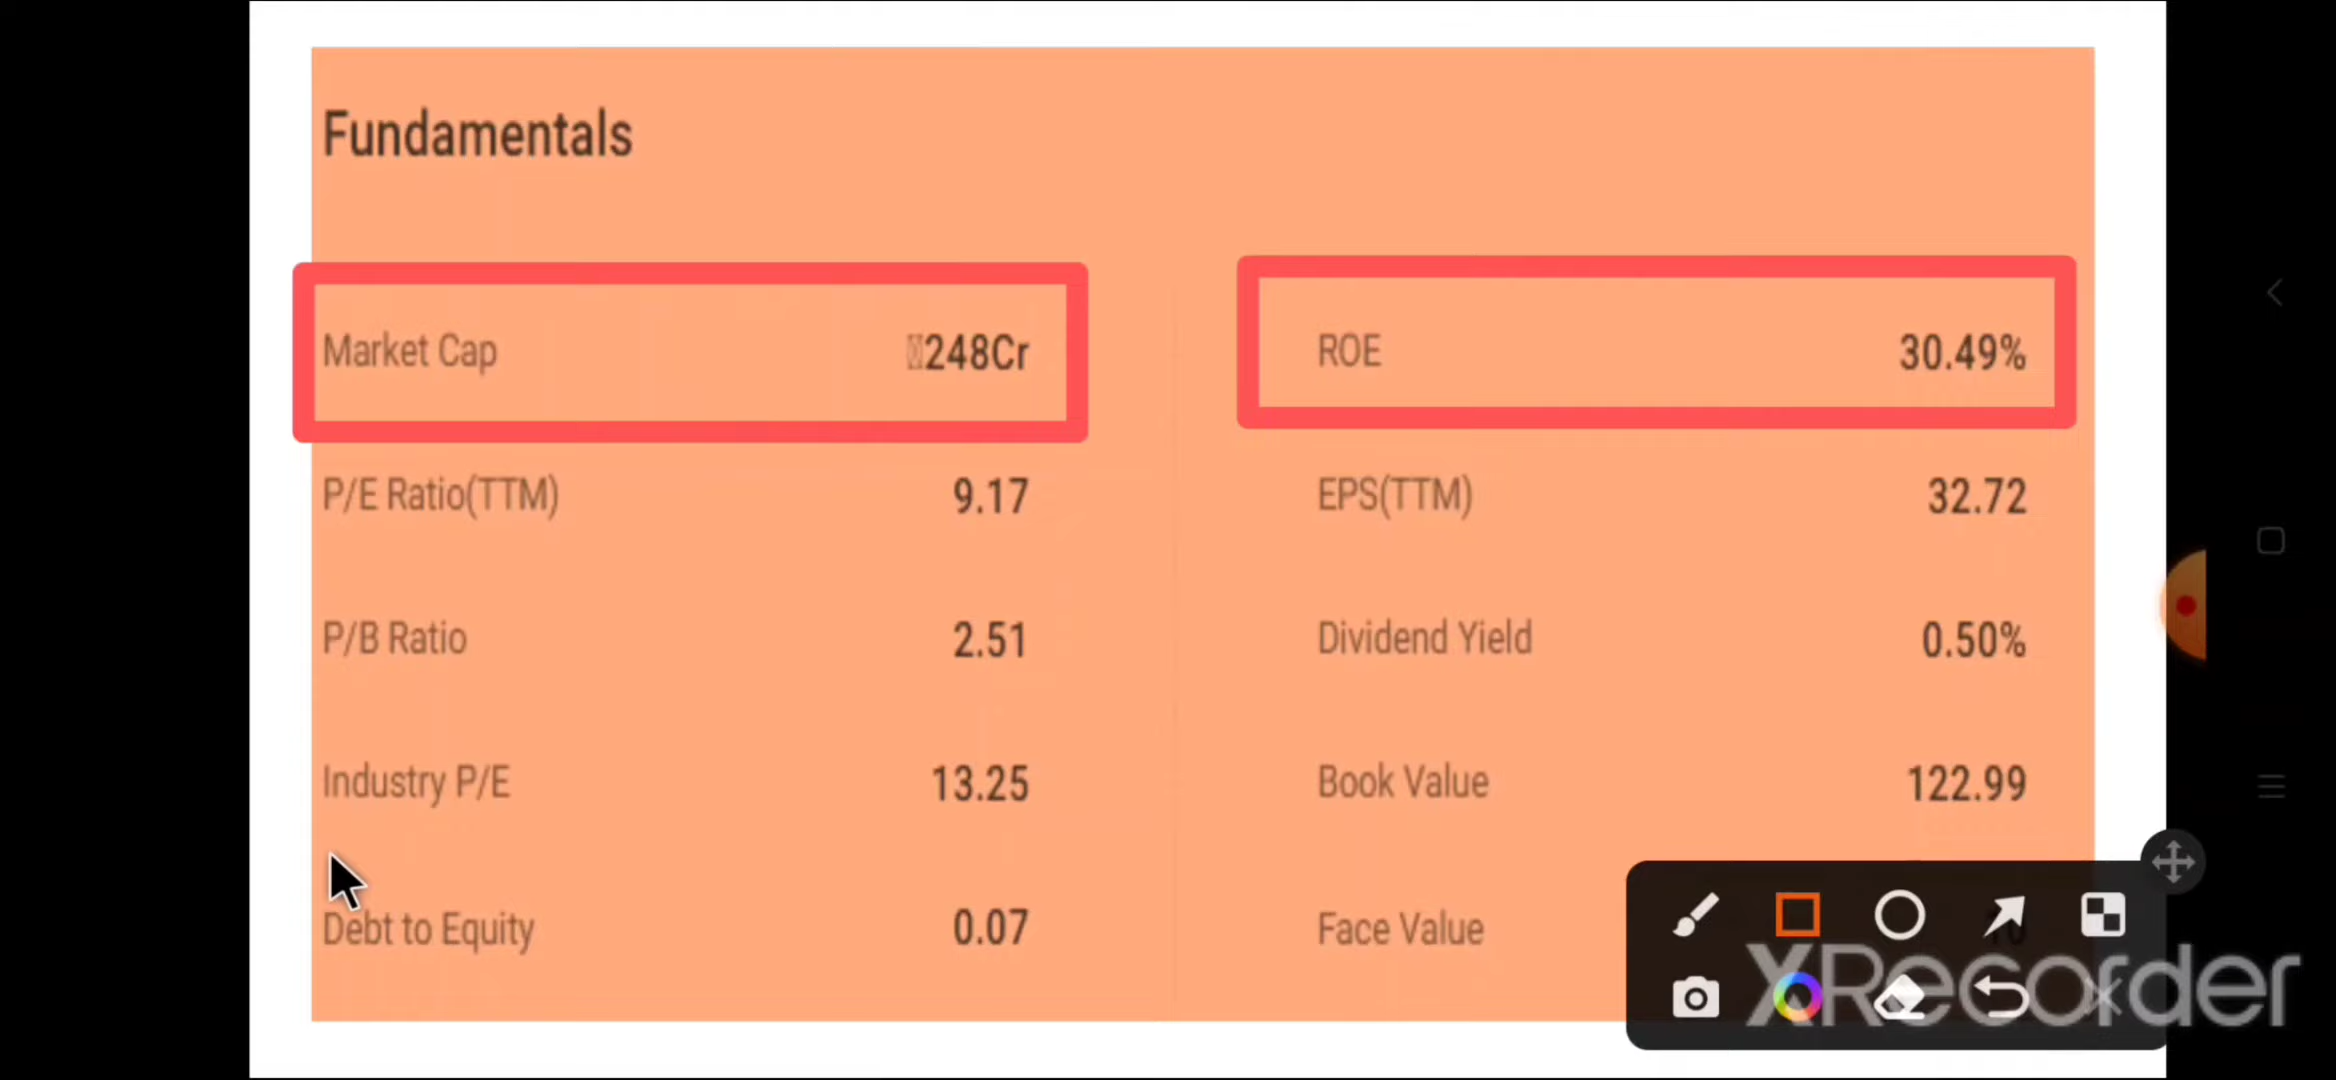 Fundamentals
Market Cap 248Cr ROE 30.49%
P/E Ratio(TTM) 9.17 EPS(TTM) 32.72
P/B Ratio 2.51 Dividend Yield 0.50%
Industry P/E 13.25 Book Value 122.99
Debt to Equity 0.07 Face Value
XRecorder